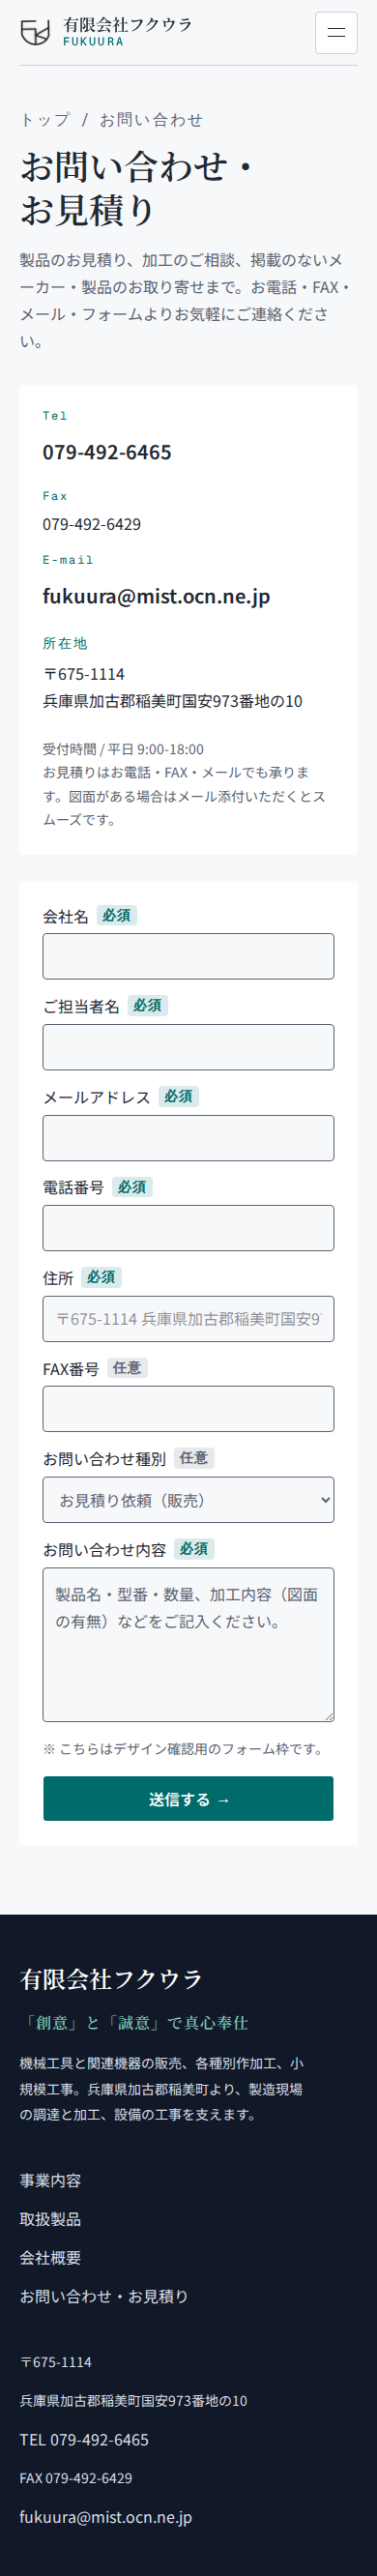 有限会社フクウラ
FUKUURA
トップ / お問い合わせ
お問い合わせ・
お見積り
製品のお見積り、加工のご相談、掲載のないメ
ーカー・製品のお取り寄せまで。お電話・FAX・
メール・フォームよりお気軽にご連絡くださ
い。
Tel
079-492-6465
Fax
079-492-6429
E-mail
fukuura@mist.ocn.ne.jp
所在地
〒675-1114
兵庫県加古郡稲美町国安973番地の10
受付時間 / 平日 9:00-18:00
お見積りはお電話・FAX・メールでも承りま
す。図面がある場合はメール添付いただくとス
ムーズです。
会社名 必須
ご担当者名 必須
メールアドレス 必須
電話番号 必須
住所 必須
〒675-1114 兵庫県加古郡稲美町国安9
FAX番号 任意
お問い合わせ種別 任意
お見積り依頼（販売）
お問い合わせ内容 必須
製品名・型番・数量、加工内容（図面
の有無）などをご記入ください。
※ こちらはデザイン確認用のフォーム枠です。
送信する →
有限会社フクウラ
「創意」と「誠意」で真心奉仕
機械工具と関連機器の販売、各種別作加工、小
規模工事。兵庫県加古郡稲美町より、製造現場
の調達と加工、設備の工事を支えます。
事業内容
取扱製品
会社概要
お問い合わせ・お見積り
〒675-1114
兵庫県加古郡稲美町国安973番地の10
TEL 079-492-6465
FAX 079-492-6429
fukuura@mist.ocn.ne.jp